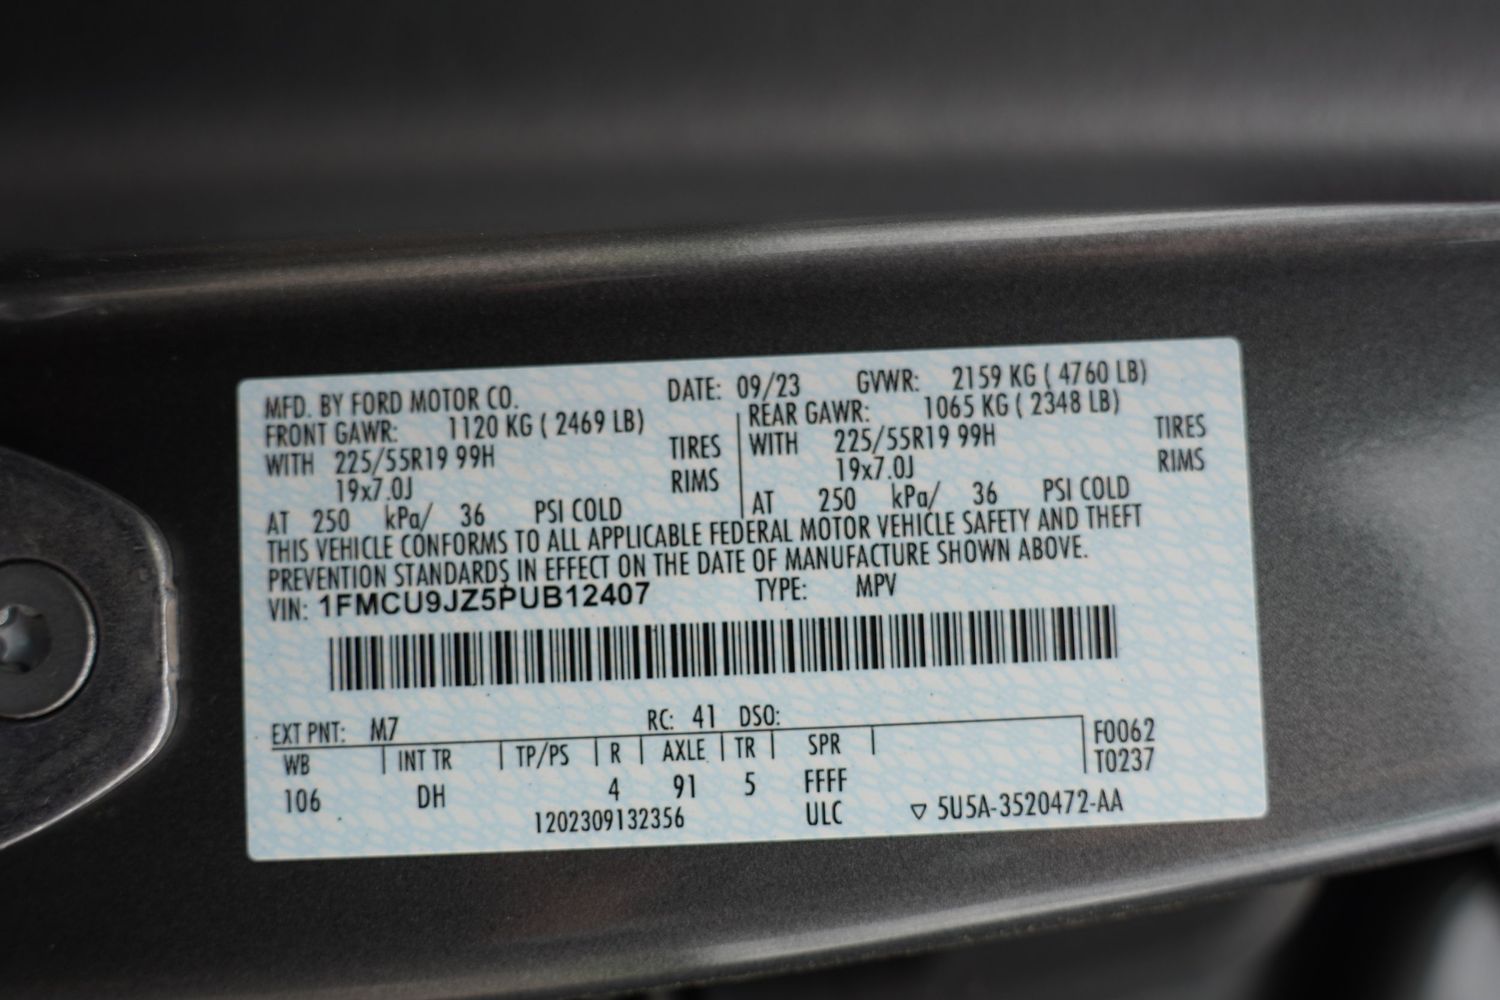 MFD. BY FORD MOTOR CO. DATE: 09/23 GVWR: 2159 KG ( 4760 LB)
FRONT GAWR: 1120 KG ( 2469 LB) REAR GAWR: 1065 KG ( 2348 LB)
WITH 225/55R19 99H TIRES WITH 225/55R19 99H TIRES
19x7.0J RIMS 19x7.0J RIMS
AT 250 kPa/ 36 PSI COLD AT 250 kPa/ 36 PSI COLD
THIS VEHICLE CONFORMS TO ALL APPLICABLE FEDERAL MOTOR VEHICLE SAFETY AND THEFT
PREVENTION STANDARDS IN EFFECT ON THE DATE OF MANUFACTURE SHOWN ABOVE.
VIN: 1FMCU9JZ5PUB12407 TYPE: MPV
EXT PNT: M7 RC: 41 DSO:
WB INT TR TP/PS R AXLE TR SPR F0062
T0237
106 DH 4 91 5 FFFF
1202309132356 ULC ▽ 5U5A-3520472-AA